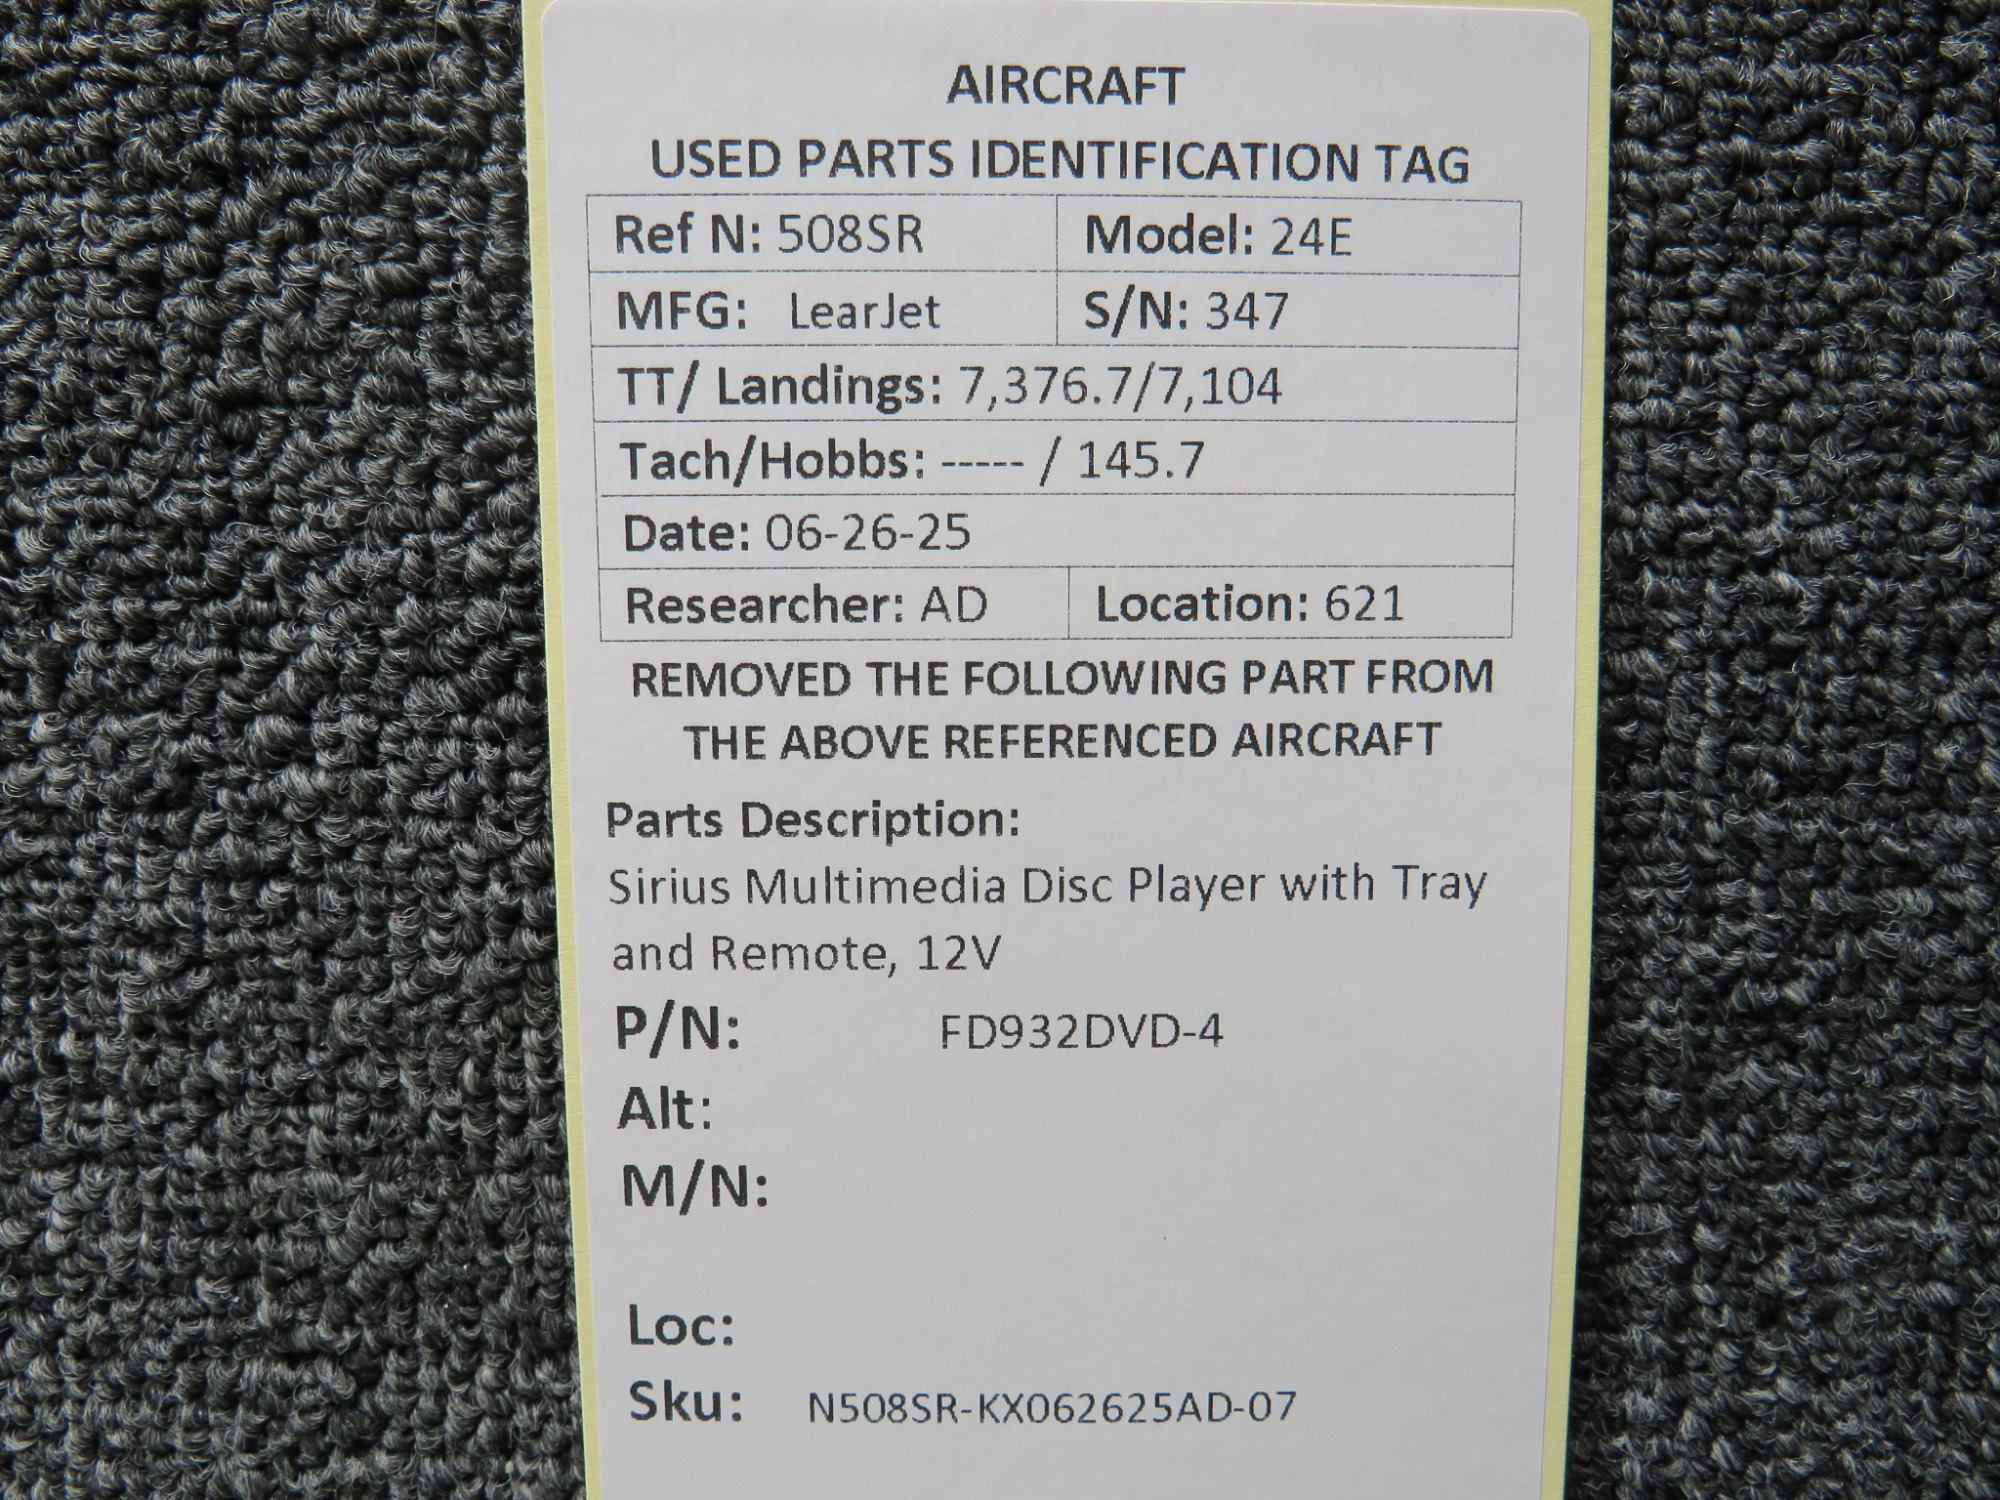 AIRCRAFT
USED PARTS IDENTIFICATION TAG
Ref N: 508SR Model: 24E
MFG: LearJet S/N: 347
TT/ Landings: 7,376.7/7,104
Tach/Hobbs: ----- / 145.7
Date: 06-26-25
Researcher: AD Location: 621
REMOVED THE FOLLOWING PART FROM
THE ABOVE REFERENCED AIRCRAFT
Parts Description:
Sirius Multimedia Disc Player with Tray
and Remote, 12V
P/N: FD932DVD-4
Alt:
M/N:
Loc:
Sku: N508SR-KX062625AD-07